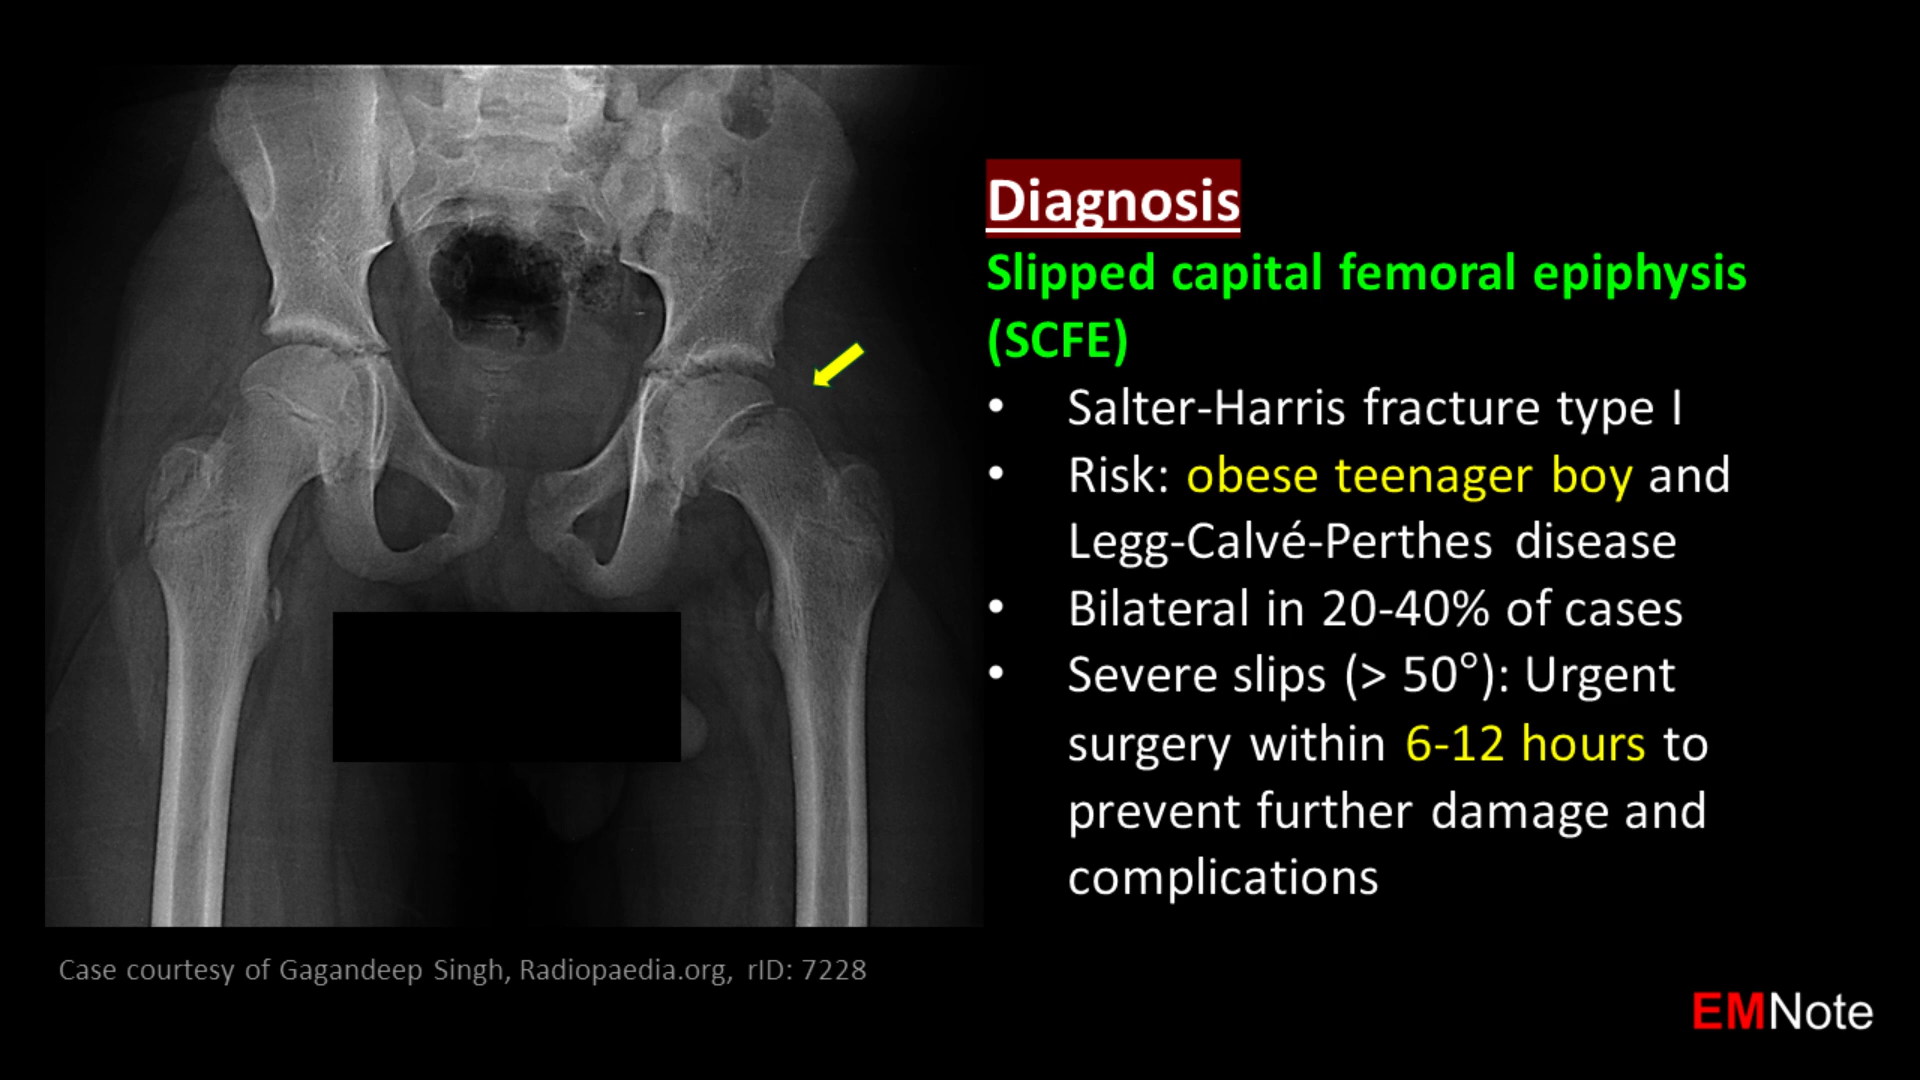 Diagnosis
Slipped capital femoral epiphysis
(SCFE)
• Salter-Harris fracture type I
• Risk: obese teenager boy and
Legg-Calvé-Perthes disease
• Bilateral in 20-40% of cases
• Severe slips (> 50°): Urgent
surgery within 6-12 hours to
prevent further damage and
complications
Case courtesy of Gagandeep Singh, Radiopaedia.org, rID: 7228
EMNote